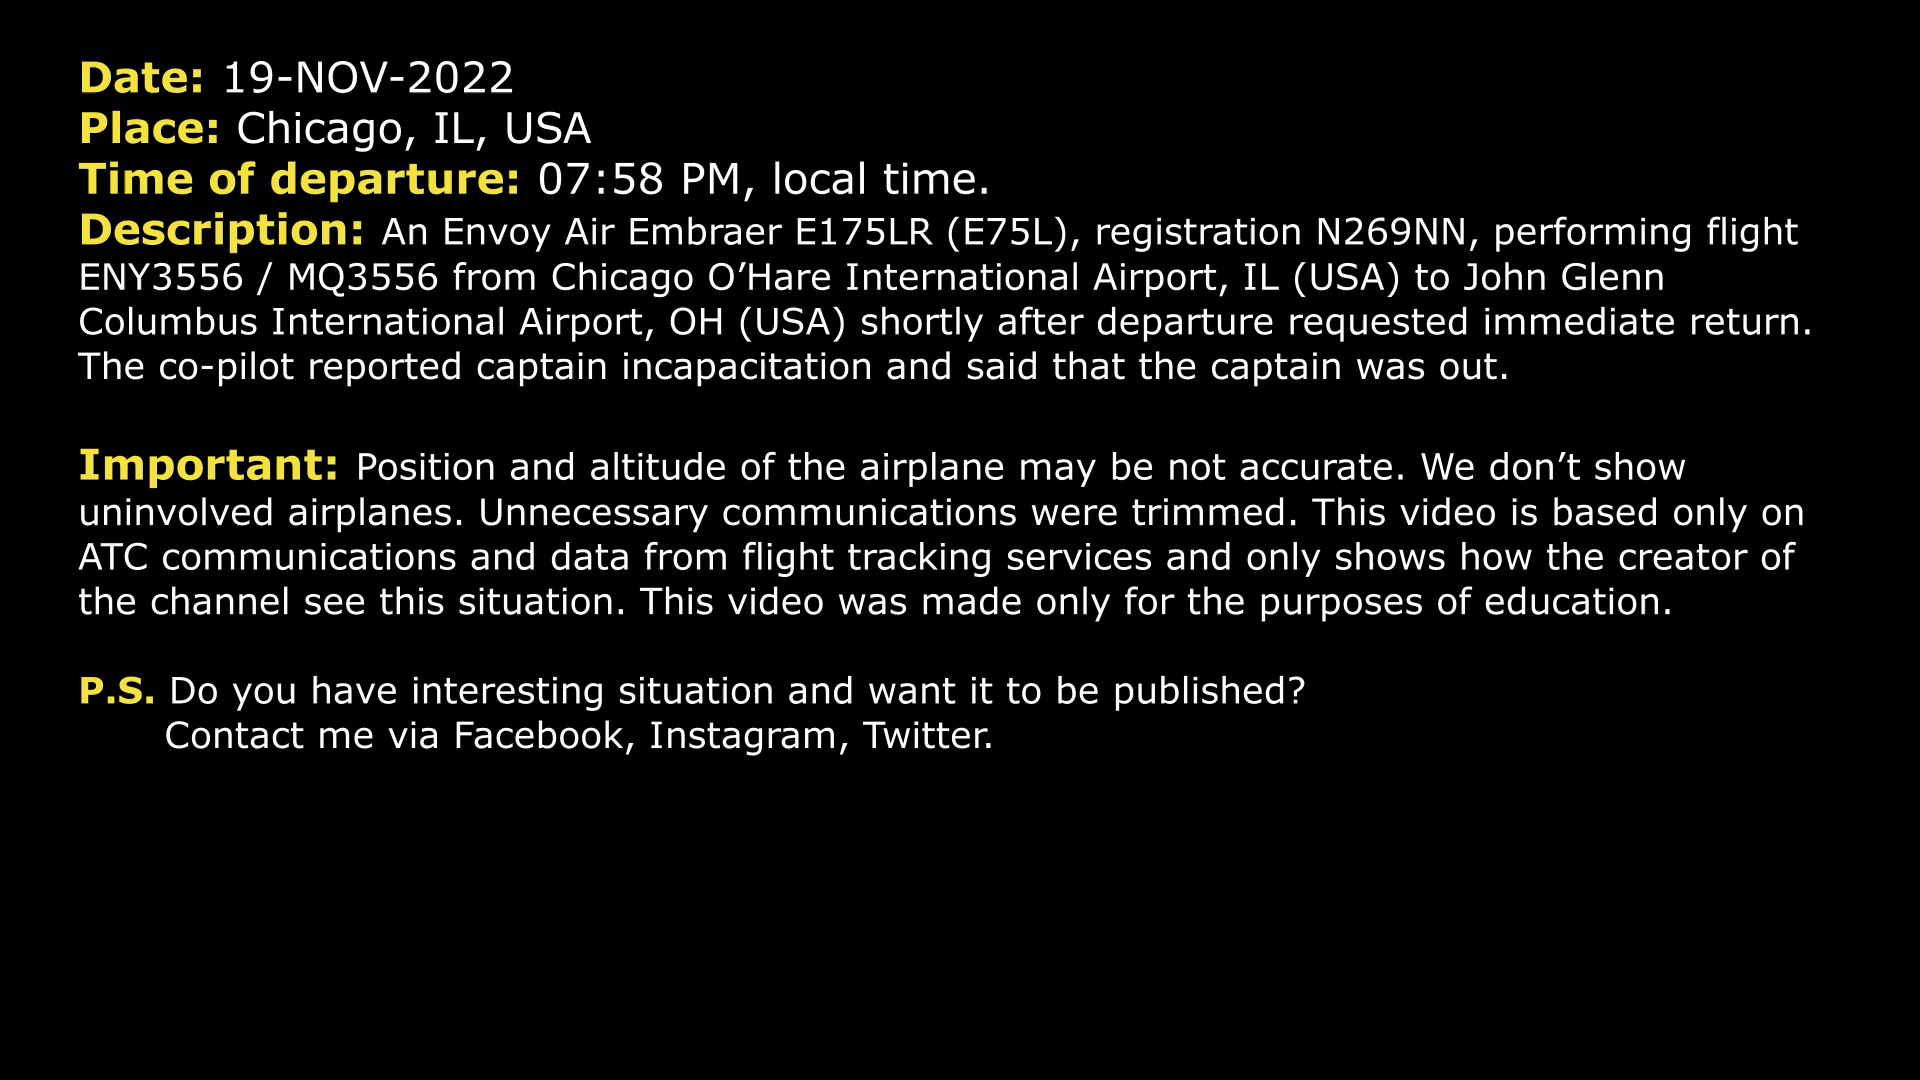 Date: 19-NOV-2022
Place: Chicago, IL, USA
Time of departure: 07:58 PM, local time.
Description: An Envoy Air Embraer E175LR (E75L), registration N269NN, performing flight
ENY3556 / MQ3556 from Chicago O’Hare International Airport, IL (USA) to John Glenn
Columbus International Airport, OH (USA) shortly after departure requested immediate return.
The co-pilot reported captain incapacitation and said that the captain was out.
Important: Position and altitude of the airplane may be not accurate. We don’t show
uninvolved airplanes. Unnecessary communications were trimmed. This video is based only on
ATC communications and data from flight tracking services and only shows how the creator of
the channel see this situation. This video was made only for the purposes of education.
P.S. Do you have interesting situation and want it to be published?
Contact me via Facebook, Instagram, Twitter.